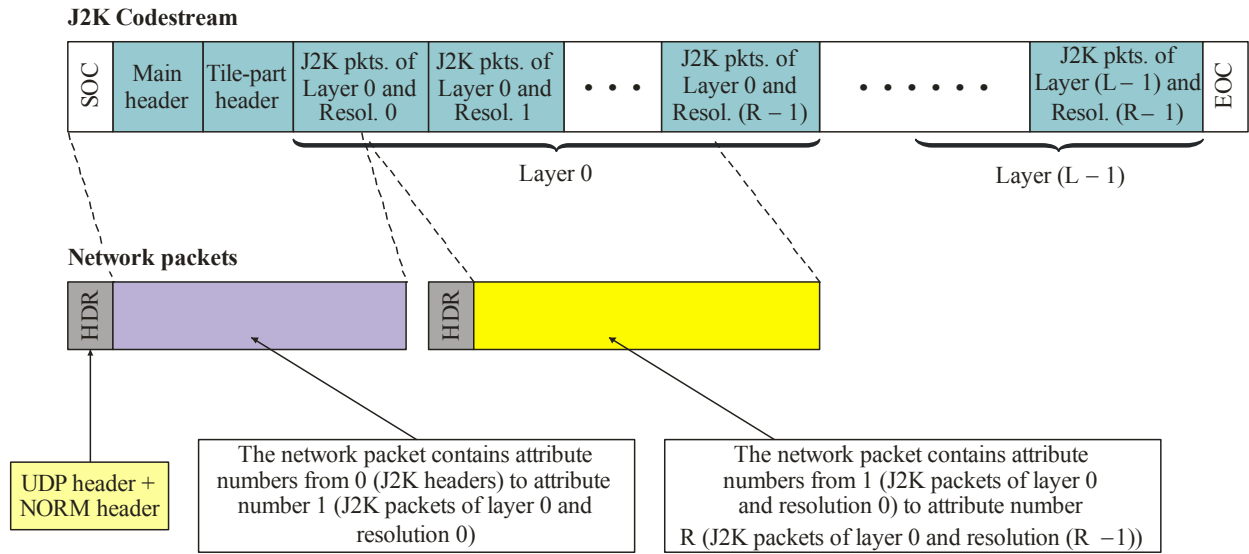 J2K Codestream
SOC
Main
header
Tile-part
header
J2K pkts. of
Layer 0 and
Resol. 0
J2K pkts. of
Layer 0 and
Resol. 1
• • •
J2K pkts. of
Layer 0 and
Resol. (R – 1)
• • • • • •
J2K pkts. of
Layer (L – 1) and
Resol. (R – 1)
EOC
Layer 0
Layer (L – 1)
Network packets
HDR
HDR
UDP header +
NORM header
The network packet contains attribute
numbers from 0 (J2K headers) to attribute
number 1 (J2K packets of layer 0 and
resolution 0)
The network packet contains attribute
numbers from 1 (J2K packets of layer 0
and resolution 0) to attribute number
R (J2K packets of layer 0 and resolution (R –1))